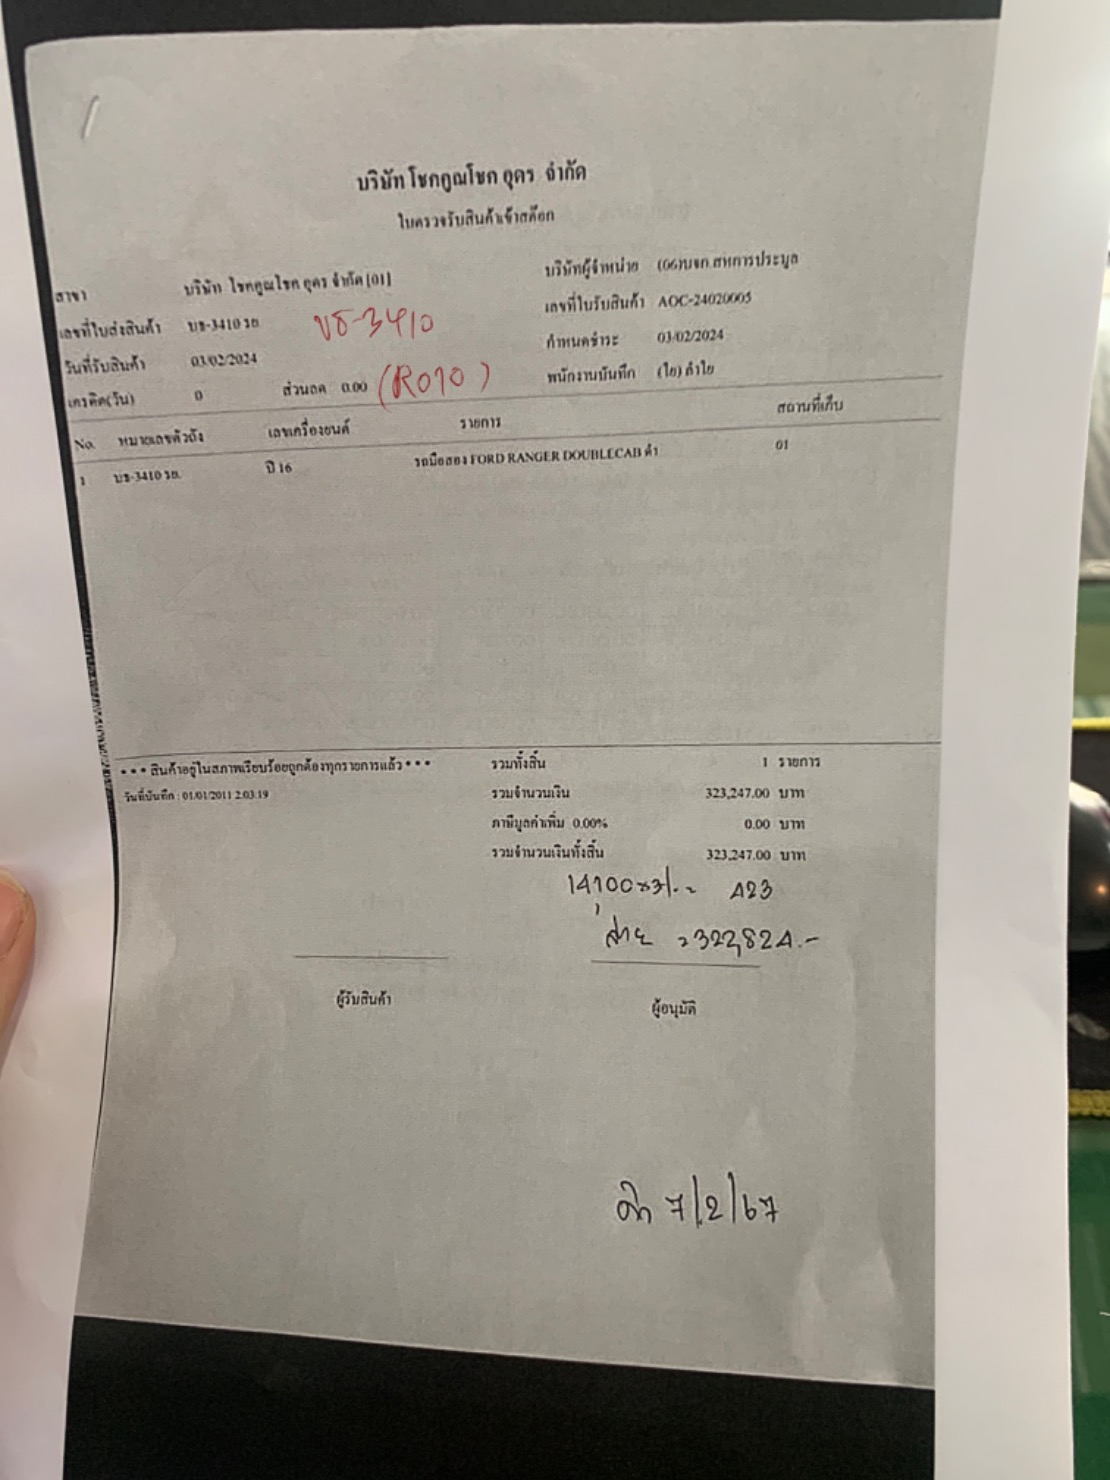 บริษัท โชคคูณโชค อุดร จำกัด
ใบตรวจรับสินค้าเข้าสต๊อก
สาขา บริษัท โชคคูณโชค อุดร จำกัด [01] บริษัทผู้จำหน่าย (06)บจก.สหการประมูล
เลขที่ใบส่งสินค้า บธ-3410 รย. บธ-3410 เลขที่ใบรับสินค้า AOC-24020005
วันที่รับสินค้า 03/02/2024 กำหนดชำระ 03/02/2024
เครดิต(วัน) 0 ส่วนลด 0.00 (R070) พนักงานบันทึก (ใย) ลำใย
No. หมายเลขตัวถัง เลขเครื่องยนต์ รายการ สถานที่เก็บ
1 บธ-3410 รย. ปี 16 รถมือสอง FORD RANGER DOUBLECAB ดำ 01
*** สินค้าอยู่ในสภาพเรียบร้อยถูกต้องทุกรายการแล้ว *** รวมทั้งสิ้น 1 รายการ
วันที่บันทึก : 01/01/2011 2:03:19 รวมจำนวนเงิน 323,247.00 บาท
ภาษีมูลค่าเพิ่ม 0.00% 0.00 บาท
รวมจำนวนเงินทั้งสิ้น 323,247.00 บาท
14,100x3/.= 423
จ่าย =322,824.-
ผู้รับสินค้า ผู้อนุมัติ
7/2/67